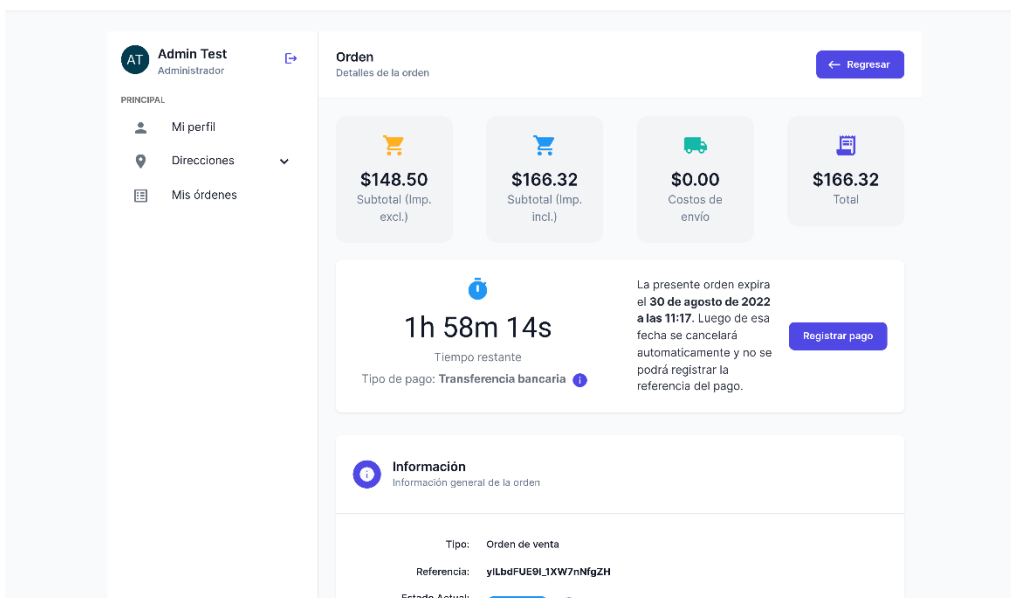 AT
Admin Test
Administrador
PRINCIPAL
Mi perfil
Direcciones
Mis órdenes
Orden
Detalles de la orden
Regresar
$148.50
Subtotal (Imp.
excl.)
$166.32
Subtotal (Imp.
incl.)
$0.00
Costos de
envío
$166.32
Total
1h 58m 14s
Tiempo restante
Tipo de pago: Transferencia bancaria
La presente orden expira
el 30 de agosto de 2022
a las 11:17. Luego de esa
fecha se cancelará
automaticamente y no se
podrá registrar la
referencia del pago.
Registrar pago
Información
Información general de la orden
Tipo: Orden de venta
Referencia:
Estado Actual: